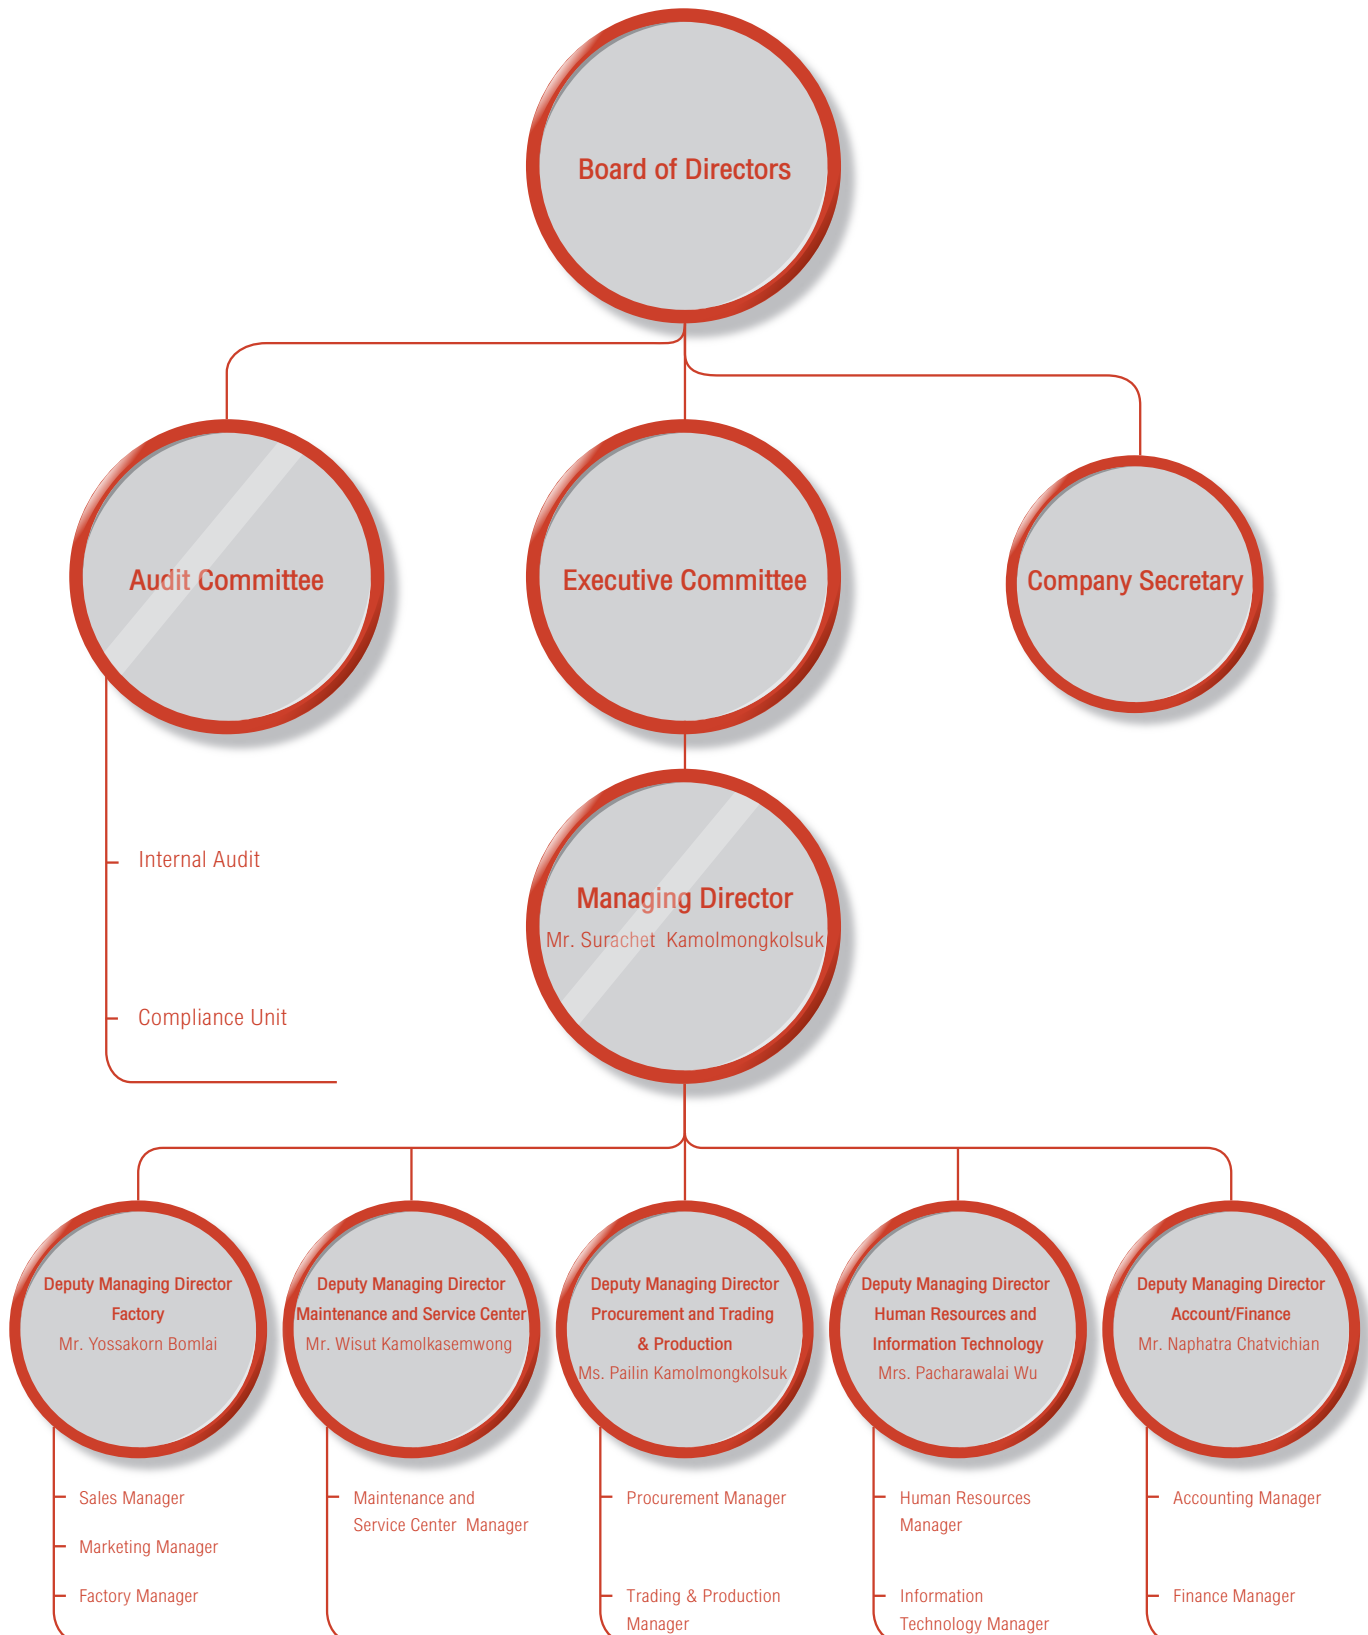 Board of Directors
Audit Committee
Executive Committee
Company Secretary
Internal Audit
Compliance Unit
Managing Director
Mr. Surachet Kamolmongkolsuk
Deputy Managing Director
Factory
Mr. Yossakorn Bomlai
Sales Manager
Marketing Manager
Factory Manager
Deputy Managing Director
Maintenance and Service Center
Mr. Wisut Kamolkasemwong
Maintenance and
Service Center Manager
Deputy Managing Director
Procurement and Trading
& Production
Ms. Pailin Kamolmongkolsuk
Procurement Manager
Trading & Production
Manager
Deputy Managing Director
Human Resources and
Information Technology
Mrs. Pacharawalai Wu
Human Resources
Manager
Information
Technology Manager
Deputy Managing Director
Account/Finance
Mr. Naphatra Chatvichian
Accounting Manager
Finance Manager